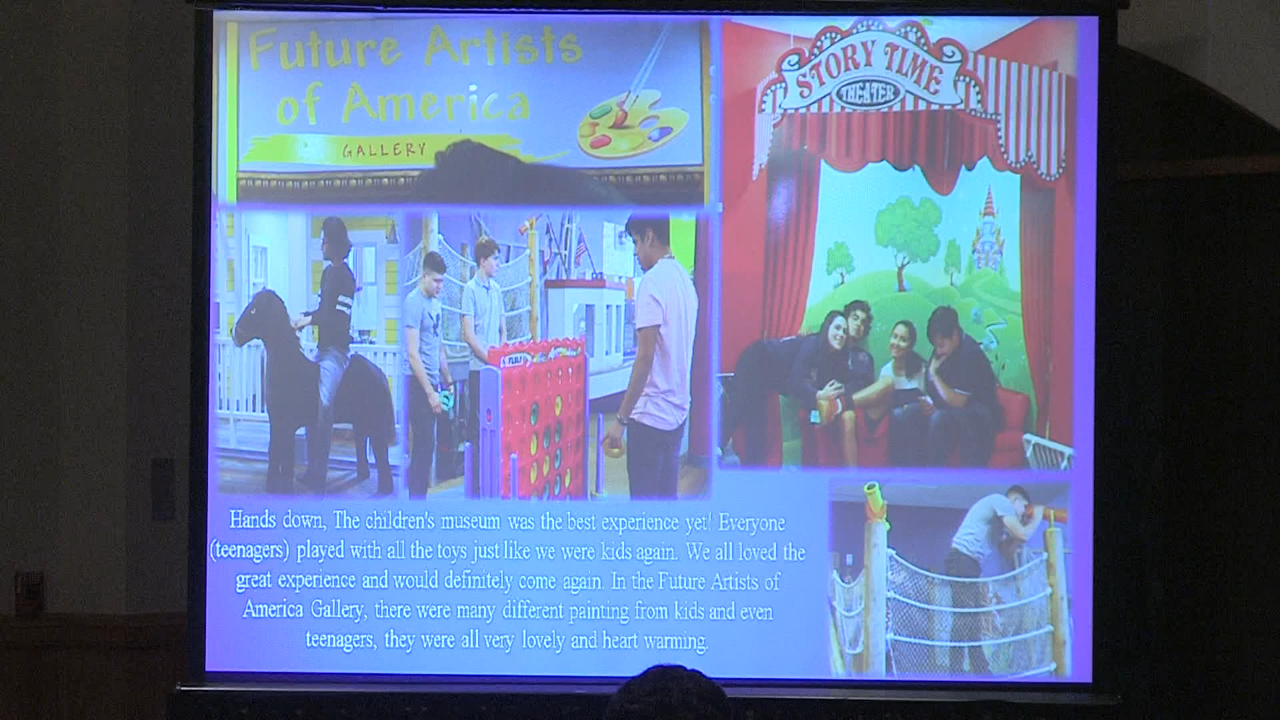 Future Artists
of America
GALLERY
STORY TIME
THEATER
Hands down, The children's museum was the best experience yet! Everyone
(teenagers) played with all the toys just like we were kids again. We all loved the
great experience and would definitely come again. In the Future Artists of
America Gallery, there were many different painting from kids and even
teenagers, they were all very lovely and heart warming.